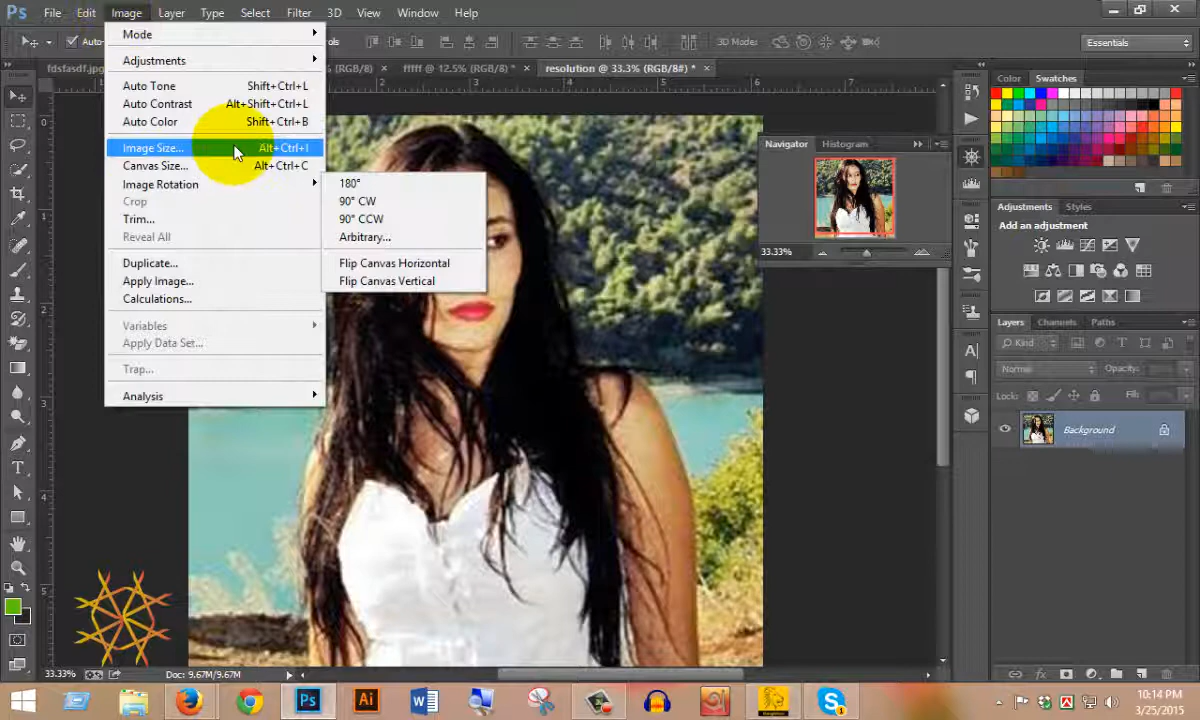 Ps File Edit Image Layer Type Select Filter 3D View Window Help
Auto- 3D Mode: Essentials
fdsfasdf.jpg (RGB/8) × fffff @ 12.5% (RGB/8) * × resolution @ 33.3% (RGB/8#) * ×
Mode
Adjustments
Auto Tone Shift+Ctrl+L
Auto Contrast Alt+Shift+Ctrl+L
Auto Color Shift+Ctrl+B
Image Size... Alt+Ctrl+I
Canvas Size... Alt+Ctrl+C
Image Rotation
Crop
Trim...
Reveal All
Duplicate...
Apply Image...
Calculations...
Variables
Apply Data Set...
Trap...
Analysis
180°
90° CW
90° CCW
Arbitrary...
Flip Canvas Horizontal
Flip Canvas Vertical
Navigator Histogram
33.33%
Color Swatches
Adjustments Styles
Add an adjustment
Layers Channels Paths
Kind
Normal Opacity:
Lock: Fill:
Background
33.33% Doc: 9.67M/9.67M
10:14 PM
3/25/2015